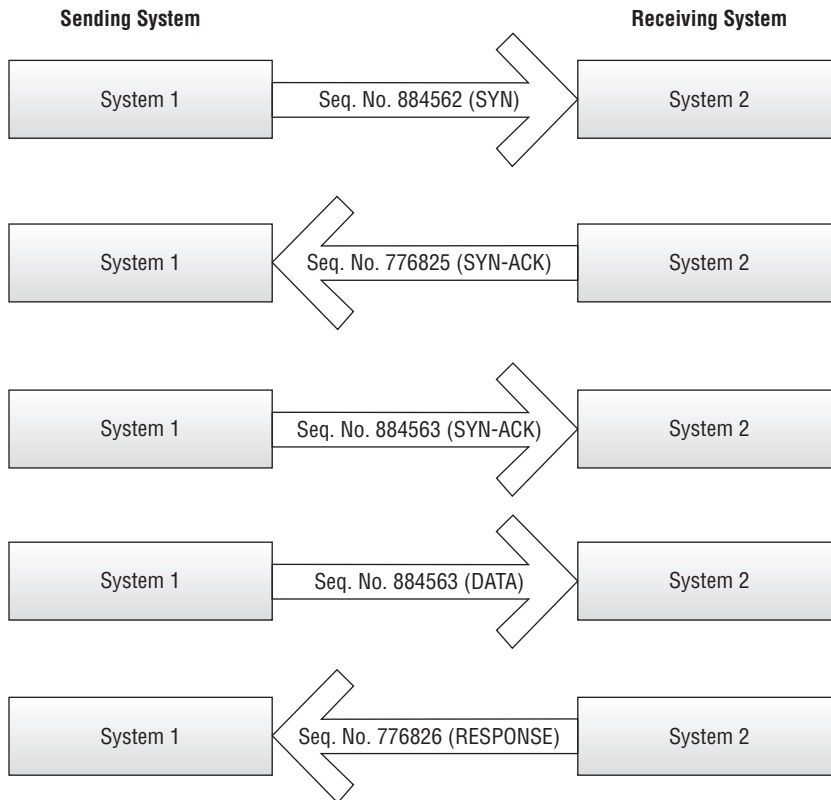 Sending System
Receiving System
System 1
Seq. No. 884562 (SYN)
System 2
System 1
Seq. No. 776825 (SYN-ACK)
System 2
System 1
Seq. No. 884563 (SYN-ACK)
System 2
System 1
Seq. No. 884563 (DATA)
System 2
System 1
Seq. No. 776826 (RESPONSE)
System 2